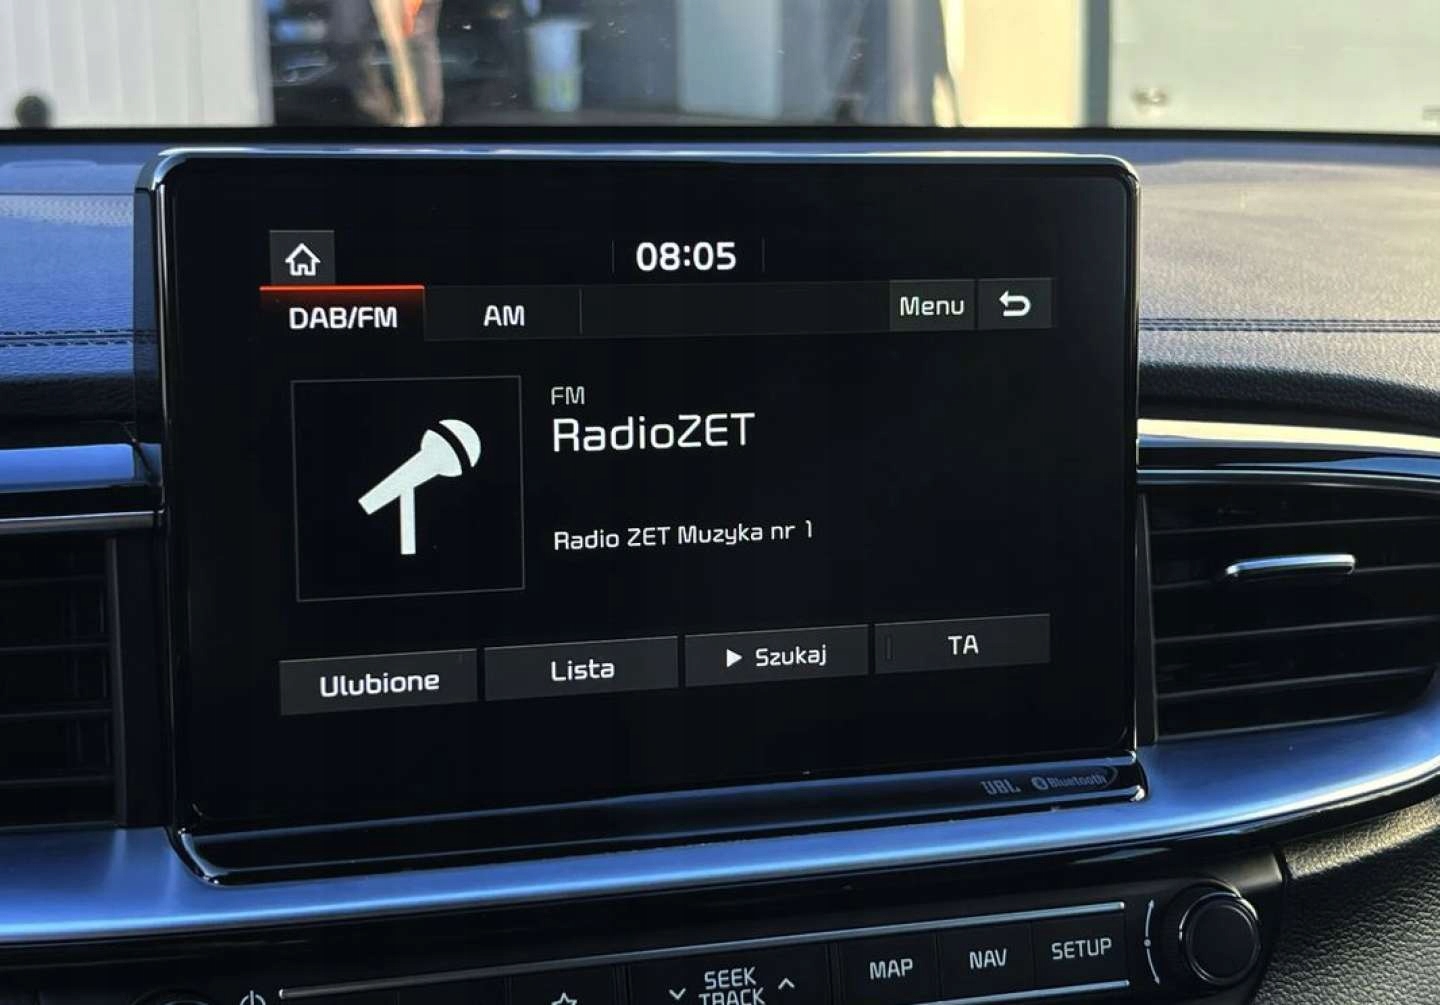 08:05
DAB/FM
AM
Menu
FM
RadioZET
Radio ZET Muzyka nr 1
Ulubione
Lista
Szukaj
TA
JBL
Bluetooth
SEEK
TRACK
MAP
NAV
SETUP